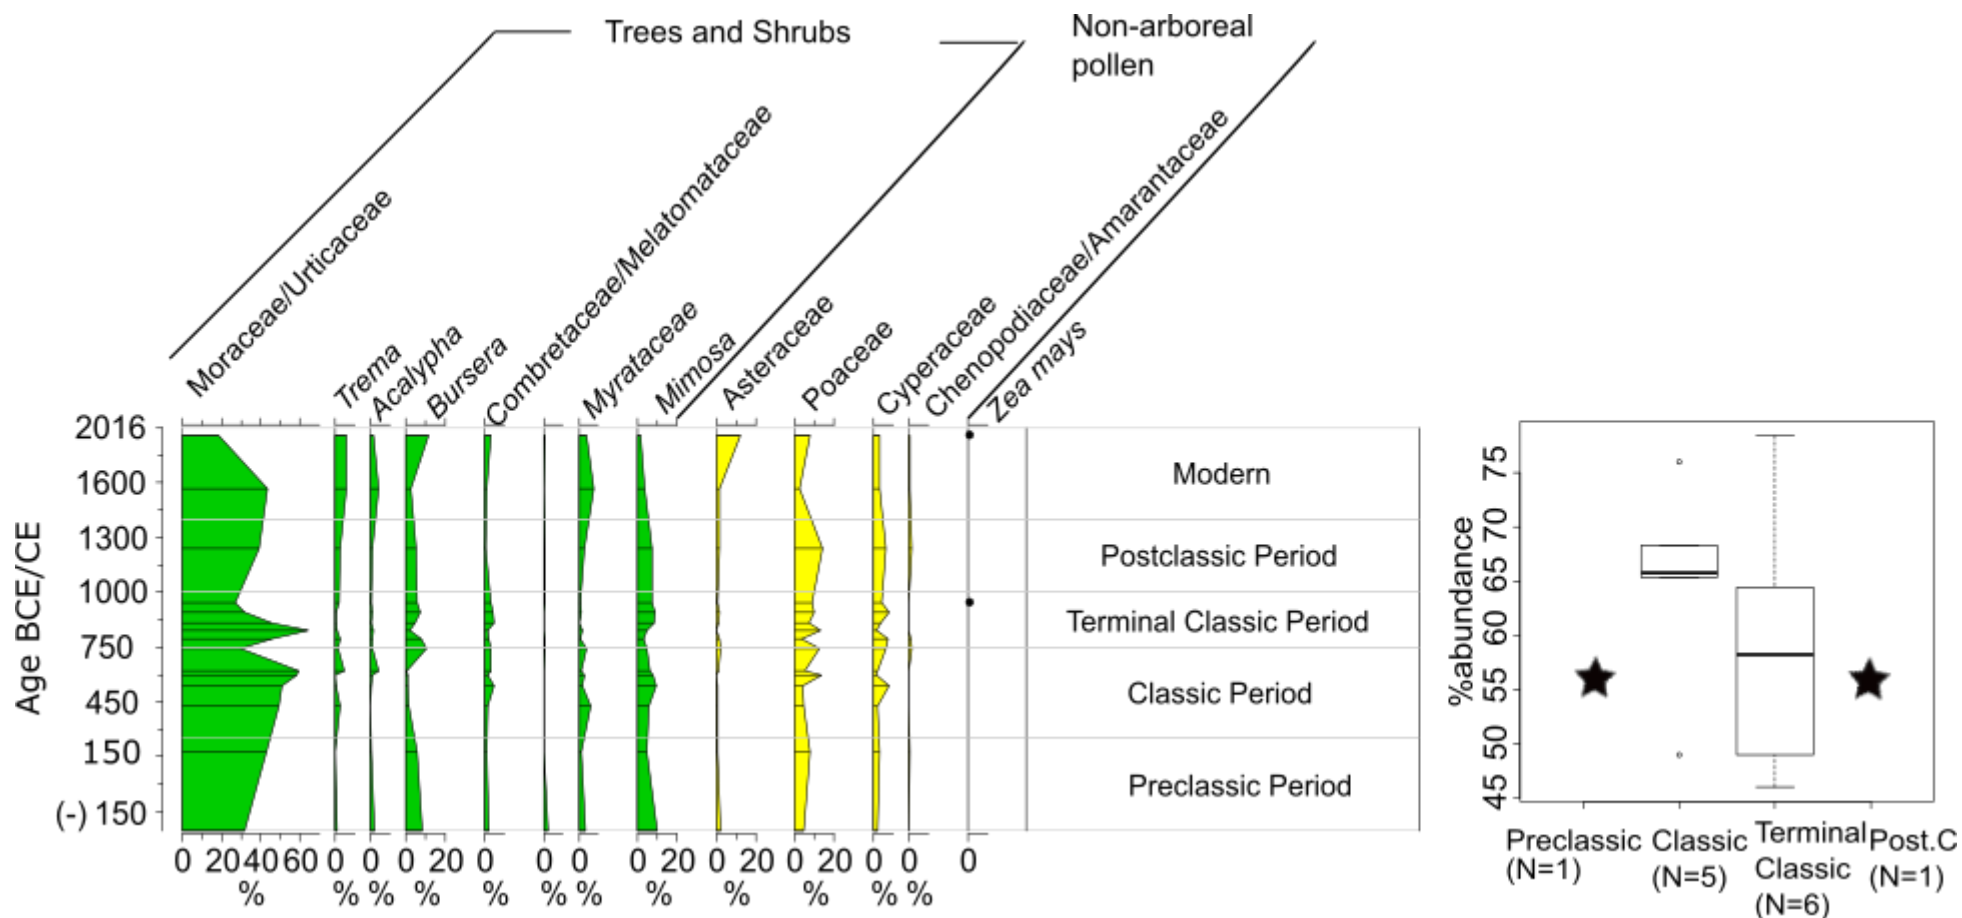 Trees and Shrubs
Non-arboreal
pollen
Moraceae/Urticaceae
Trema
Acalypha
Bursera
Combretaceae/Melatomataceae
Myrataceae
Mimosa
Asteraceae
Poaceae
Cyperaceae
Chenopodiaceae/Amarantaceae
Zea mays
Age BCE/CE
2016
1600
1300
1000
750
450
150
(-) 150
Modern
Postclassic Period
Terminal Classic Period
Classic Period
Preclassic Period
0 20 40 60 0 0 0 20 0 0 0 0 20 0 20 0 20 0 0 0
% % % % % % % % % % %
%abundance
75
70
65
60
55
50
45
Preclassic
(N=1)
Classic
(N=5)
Terminal
Classic
(N=6)
Post.C
(N=1)